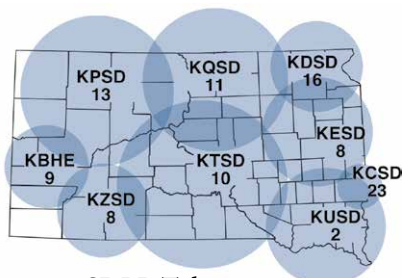 KPSD
13
KQSD
11
KDSD
16
KBHE
9
KTSD
10
KESD
8
KCSD
23
KZSD
8
KUSD
2